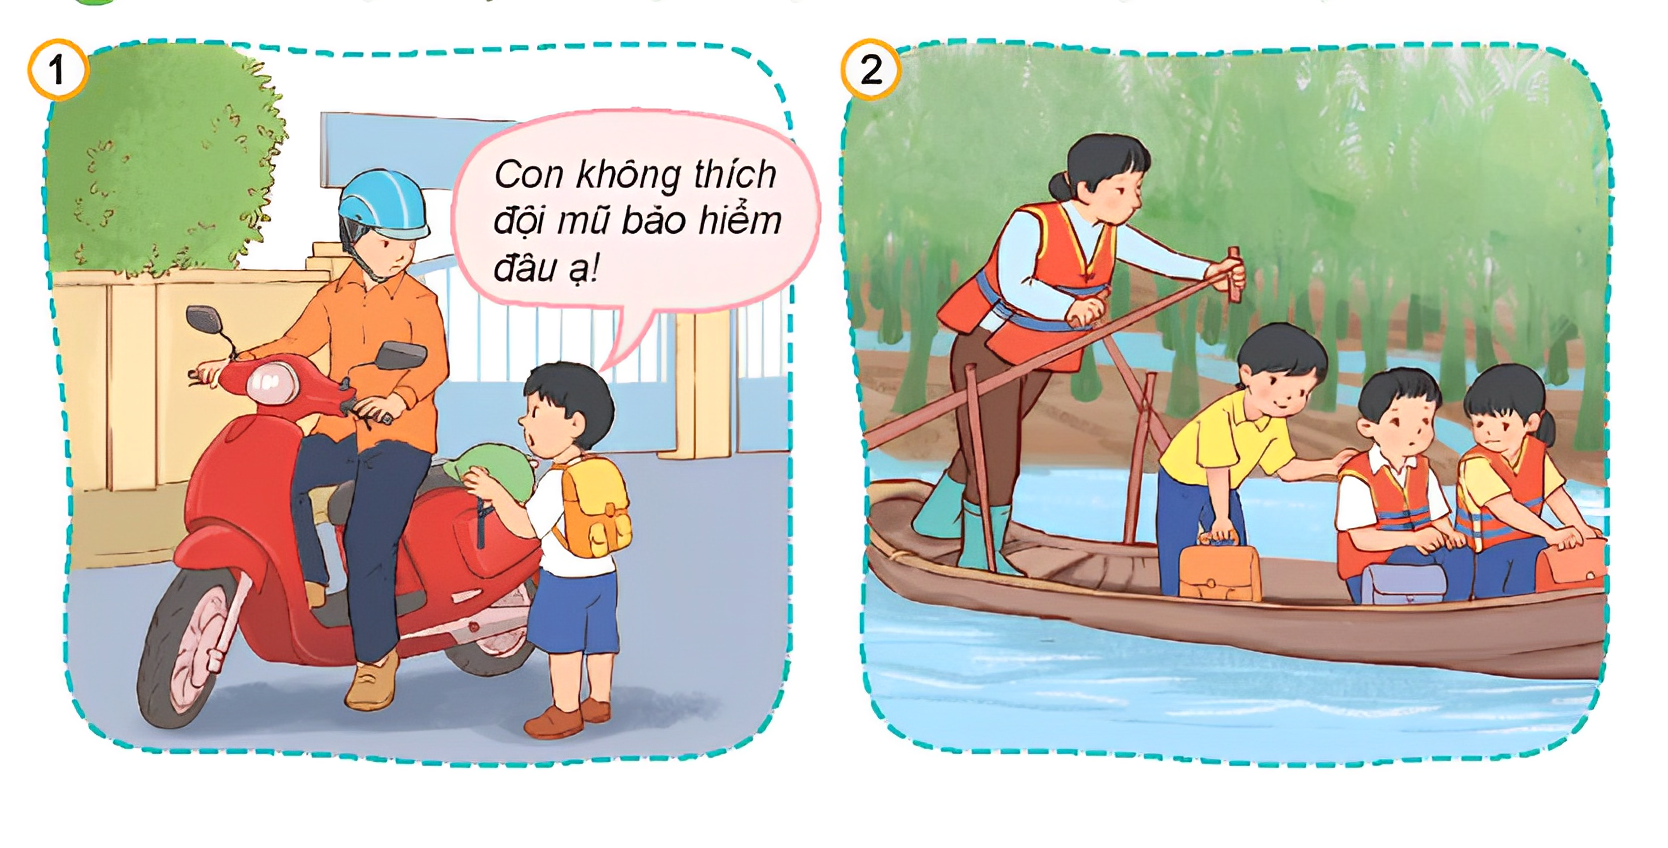 1
Con không thích
đội mũ bảo hiểm
đâu ạ!
2